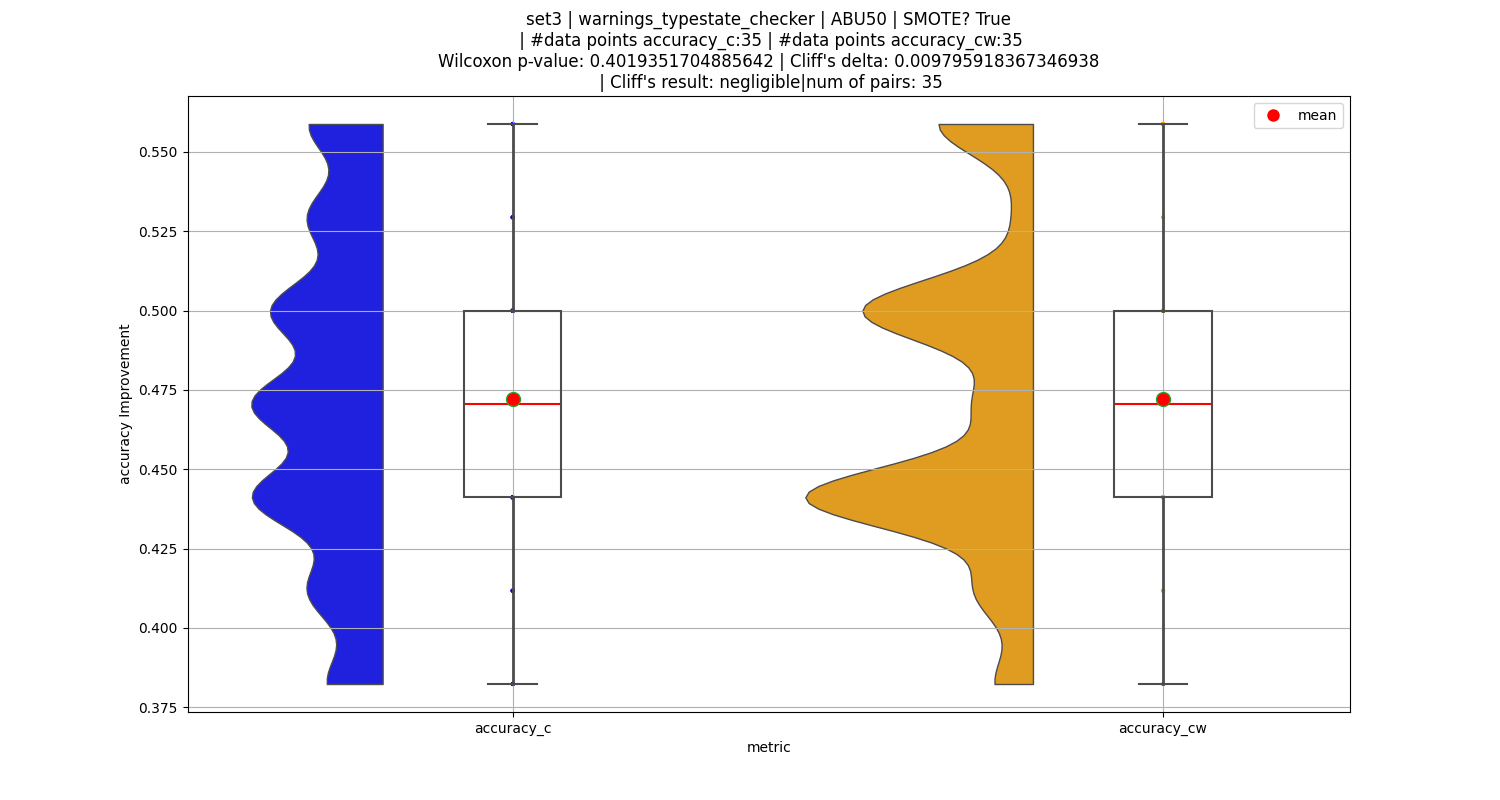 set3 | warnings_typestate_checker | ABU50 | SMOTE? True
| #data points accuracy_c:35 | #data points accuracy_cw:35
Wilcoxon p-value: 0.4019351704885642 | Cliff's delta: 0.009795918367346938
| Cliff's result: negligible|num of pairs: 35
mean
0.550
0.525
0.500
0.475
0.450
0.425
0.400
0.375
accuracy Improvement
accuracy_c
accuracy_cw
metric